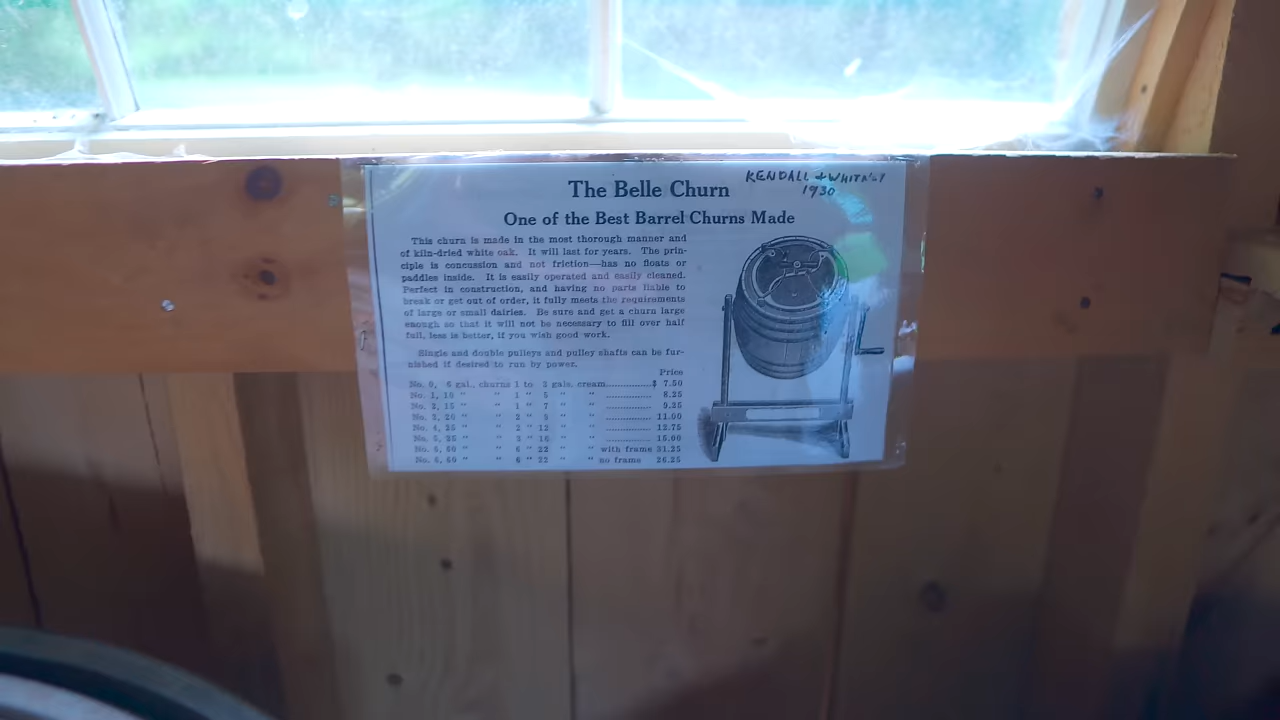 The Belle Churn
KENDALL + WHITNEY
1930
One of the Best Barrel Churns Made
This churn is made in the most thorough manner and
of kiln-dried white oak. It will last for years. The prin-
ciple is concussion and not friction—has no floats or
paddles inside. It is easily operated and easily cleaned.
Perfect in construction, and having no parts liable to
break or get out of order, it fully meets the requirements
of large or small dairies. Be sure and get a churn large
enough so that it will not be necessary to fill over half
full, less is better, if you wish good work.
Single and double pulleys and pulley shafts can be fur-
nished if desired to run by power.
Price
No. 0, 6 gal., churns 1 to 3 gals. cream................$ 7.50
No. 1, 10 " " 1 " 5 " " ............... 8.25
No. 2, 15 " " 1 " 7 " " ............... 9.25
No. 3, 20 " " 2 " 9 " " ............... 11.00
No. 4, 25 " " 2 " 12 " " ............... 12.75
No. 5, 35 " " 3 " 16 " " ............... 15.00
No. 6, 60 " " 6 " 22 " " with frame 31.25
No. 6, 60 " " 6 " 22 " " no frame 26.25